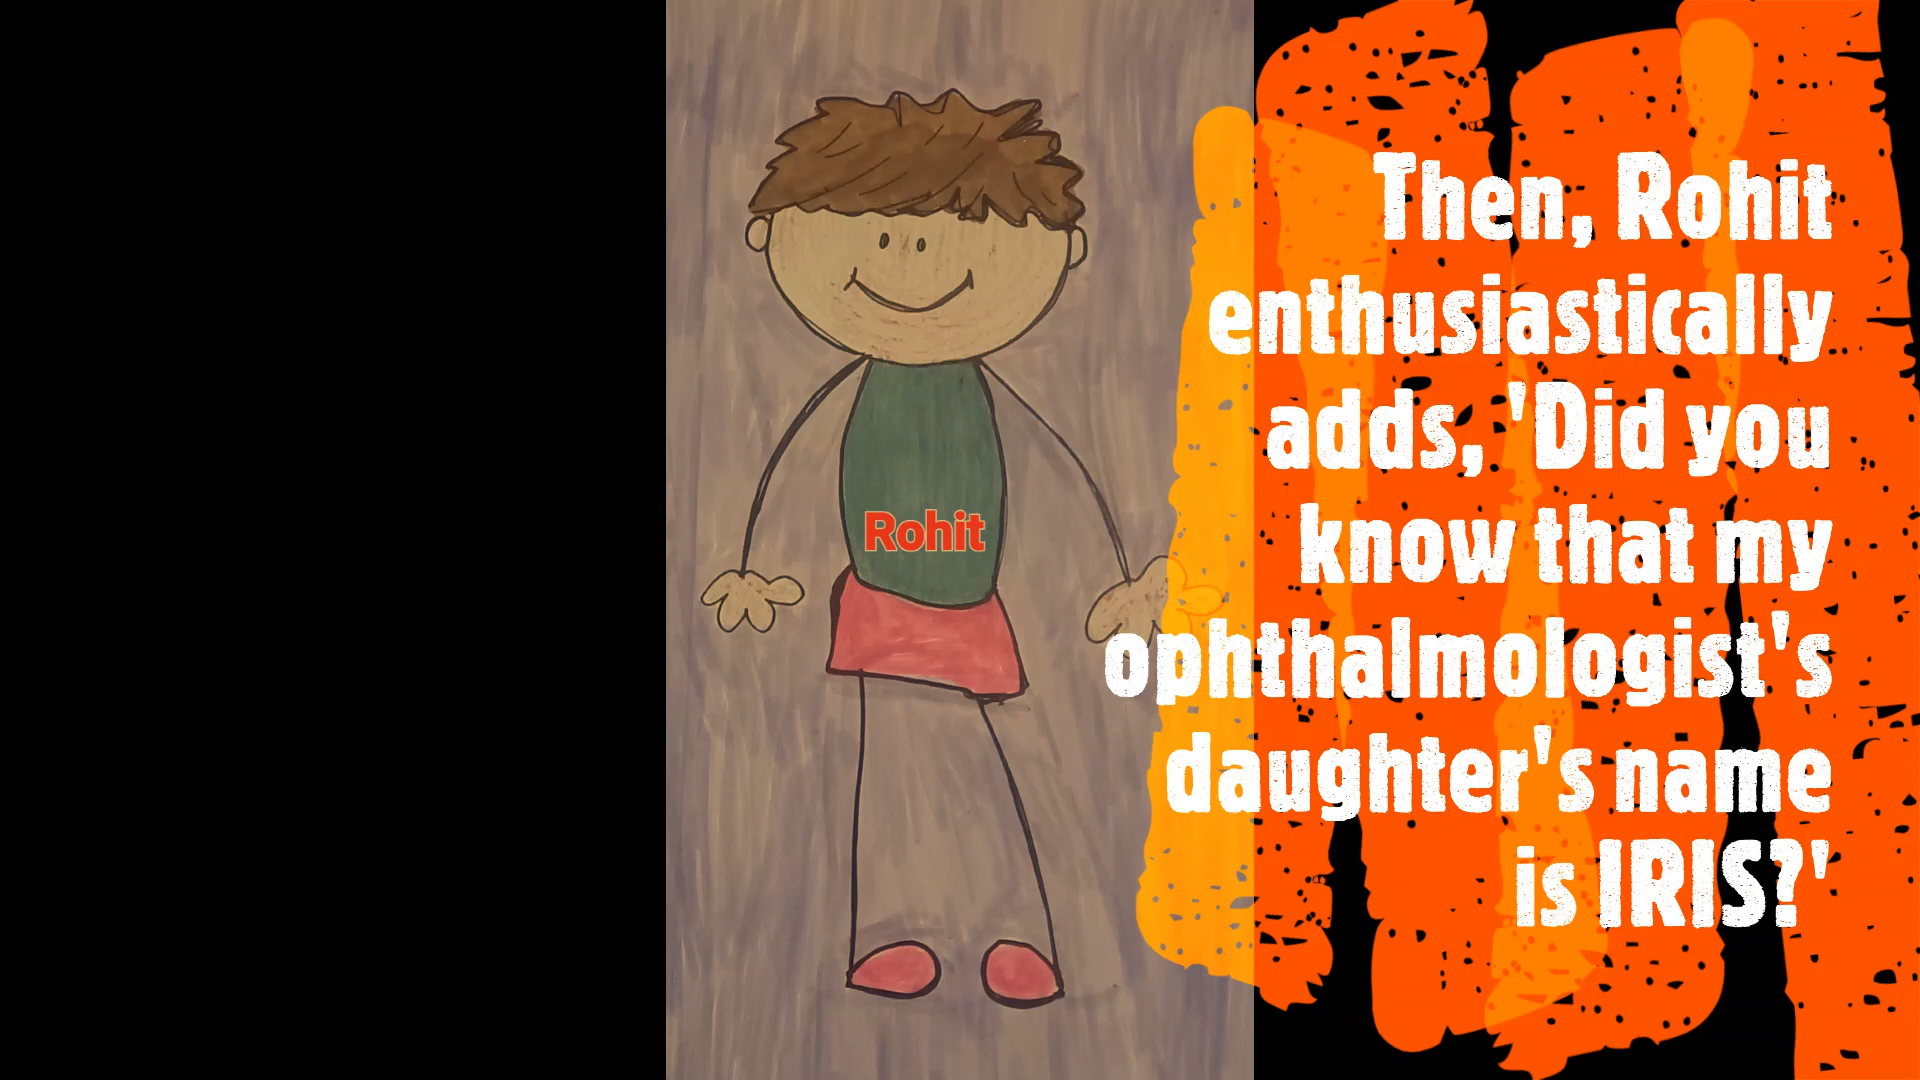 Rohit
Then, Rohit
enthusiastically
adds, 'Did you
know that my
ophthalmologist's
daughter's name
is IRIS?'